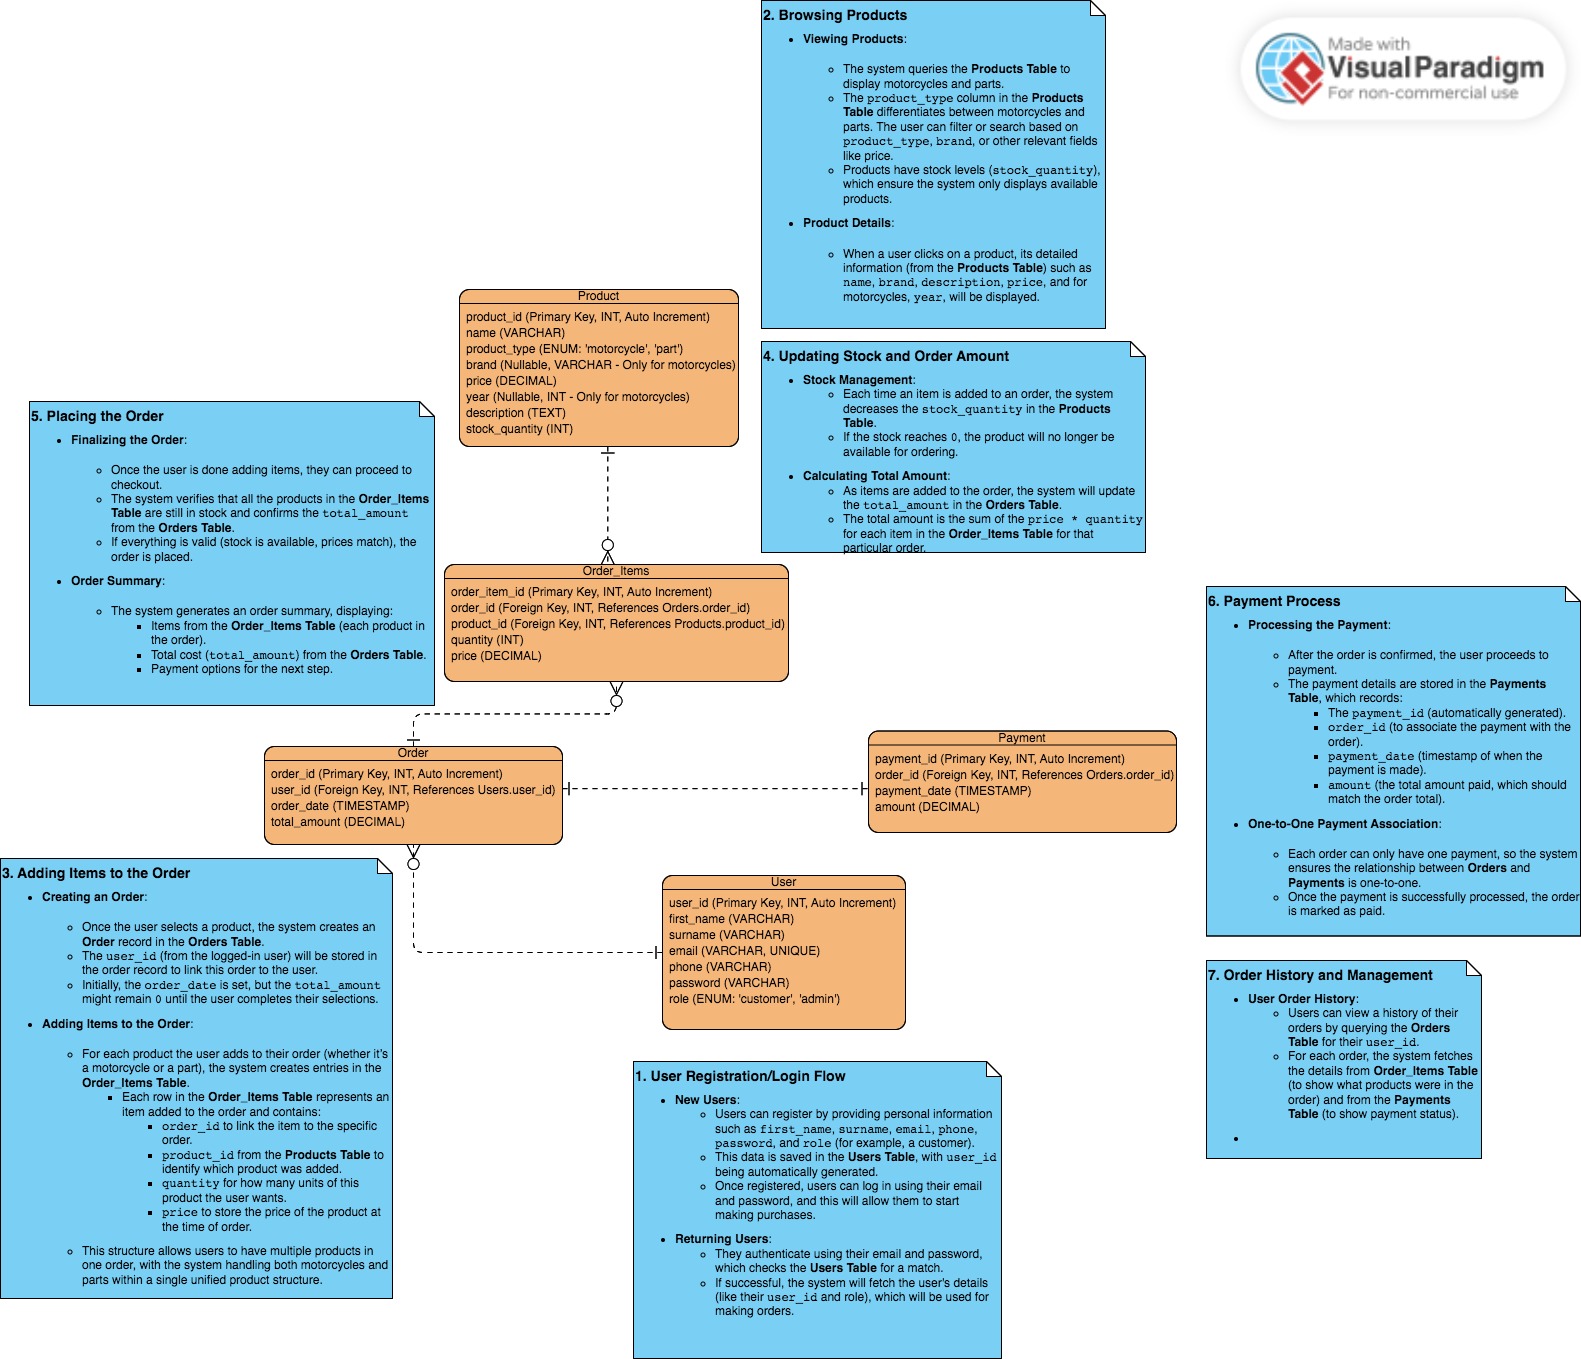 2. Browsing Products
• Viewing Products:
◦ The system queries the Products Table to
display motorcycles and parts.
◦ The product_type column in the Products
Table differentiates between motorcycles and
parts. The user can filter or search based on
product_type, brand, or other relevant fields
like price.
◦ Products have stock levels (stock_quantity),
which ensure the system only displays available
products.
• Product Details:
◦ When a user clicks on a product, its detailed
information (from the Products Table) such as
name, brand, description, price, and for
motorcycles, year, will be displayed.
Made with
VisualParadigm
For non-commercial use
Product
product_id (Primary Key, INT, Auto Increment)
name (VARCHAR)
product_type (ENUM: 'motorcycle', 'part')
brand (Nullable, VARCHAR - Only for motorcycles)
price (DECIMAL)
year (Nullable, INT - Only for motorcycles)
description (TEXT)
stock_quantity (INT)
4. Updating Stock and Order Amount
• Stock Management:
◦ Each time an item is added to an order, the system
decreases the stock_quantity in the Products
Table.
◦ If the stock reaches 0, the product will no longer be
available for ordering.
• Calculating Total Amount:
◦ As items are added to the order, the system will update
the total_amount in the Orders Table.
◦ The total amount is the sum of the price * quantity
for each item in the Order_Items Table for that
particular order.
5. Placing the Order
• Finalizing the Order:
◦ Once the user is done adding items, they can proceed to
checkout.
◦ The system verifies that all the products in the Order_Items
Table are still in stock and confirms the total_amount
from the Orders Table.
◦ If everything is valid (stock is available, prices match), the
order is placed.
• Order Summary:
◦ The system generates an order summary, displaying:
▪ Items from the Order_Items Table (each product in
the order).
▪ Total cost (total_amount) from the Orders Table.
▪ Payment options for the next step.
Order_Items
order_item_id (Primary Key, INT, Auto Increment)
order_id (Foreign Key, INT, References Orders.order_id)
product_id (Foreign Key, INT, References Products.product_id)
quantity (INT)
price (DECIMAL)
6. Payment Process
• Processing the Payment:
◦ After the order is confirmed, the user proceeds to
payment.
◦ The payment details are stored in the Payments
Table, which records:
▪ The payment_id (automatically generated).
▪ order_id (to associate the payment with the
order).
▪ payment_date (timestamp of when the
payment is made).
▪ amount (the total amount paid, which should
match the order total).
• One-to-One Payment Association:
◦ Each order can only have one payment, so the system
ensures the relationship between Orders and
Payments is one-to-one.
◦ Once the payment is successfully processed, the order
is marked as paid.
Order
order_id (Primary Key, INT, Auto Increment)
user_id (Foreign Key, INT, References Users.user_id)
order_date (TIMESTAMP)
total_amount (DECIMAL)
Payment
payment_id (Primary Key, INT, Auto Increment)
order_id (Foreign Key, INT, References Orders.order_id)
payment_date (TIMESTAMP)
amount (DECIMAL)
3. Adding Items to the Order
• Creating an Order:
◦ Once the user selects a product, the system creates an
Order record in the Orders Table.
◦ The user_id (from the logged-in user) will be stored in
the order record to link this order to the user.
◦ Initially, the order_date is set, but the total_amount
might remain 0 until the user completes their selections.
• Adding Items to the Order:
◦ For each product the user adds to their order (whether it's
a motorcycle or a part), the system creates entries in the
Order_Items Table.
▪ Each row in the Order_Items Table represents an
item added to the order and contains:
▪ order_id to link the item to the specific
order.
▪ product_id from the Products Table to
identify which product was added.
▪ quantity for how many units of this
product the user wants.
▪ price to store the price of the product at
the time of order.
◦ This structure allows users to have multiple products in
one order, with the system handling both motorcycles and
parts within a single unified product structure.
User
user_id (Primary Key, INT, Auto Increment)
first_name (VARCHAR)
surname (VARCHAR)
email (VARCHAR, UNIQUE)
phone (VARCHAR)
password (VARCHAR)
role (ENUM: 'customer', 'admin')
7. Order History and Management
• User Order History:
◦ Users can view a history of their
orders by querying the Orders
Table for their user_id.
◦ For each order, the system fetches
the details from Order_Items Table
(to show what products were in the
order) and from the Payments
Table (to show payment status).
•
1. User Registration/Login Flow
• New Users:
◦ Users can register by providing personal information
such as first_name, surname, email, phone,
password, and role (for example, a customer).
◦ This data is saved in the Users Table, with user_id
being automatically generated.
◦ Once registered, users can log in using their email
and password, and this will allow them to start
making purchases.
• Returning Users:
◦ They authenticate using their email and password,
which checks the Users Table for a match.
◦ If successful, the system will fetch the user's details
(like their user_id and role), which will be used for
making orders.